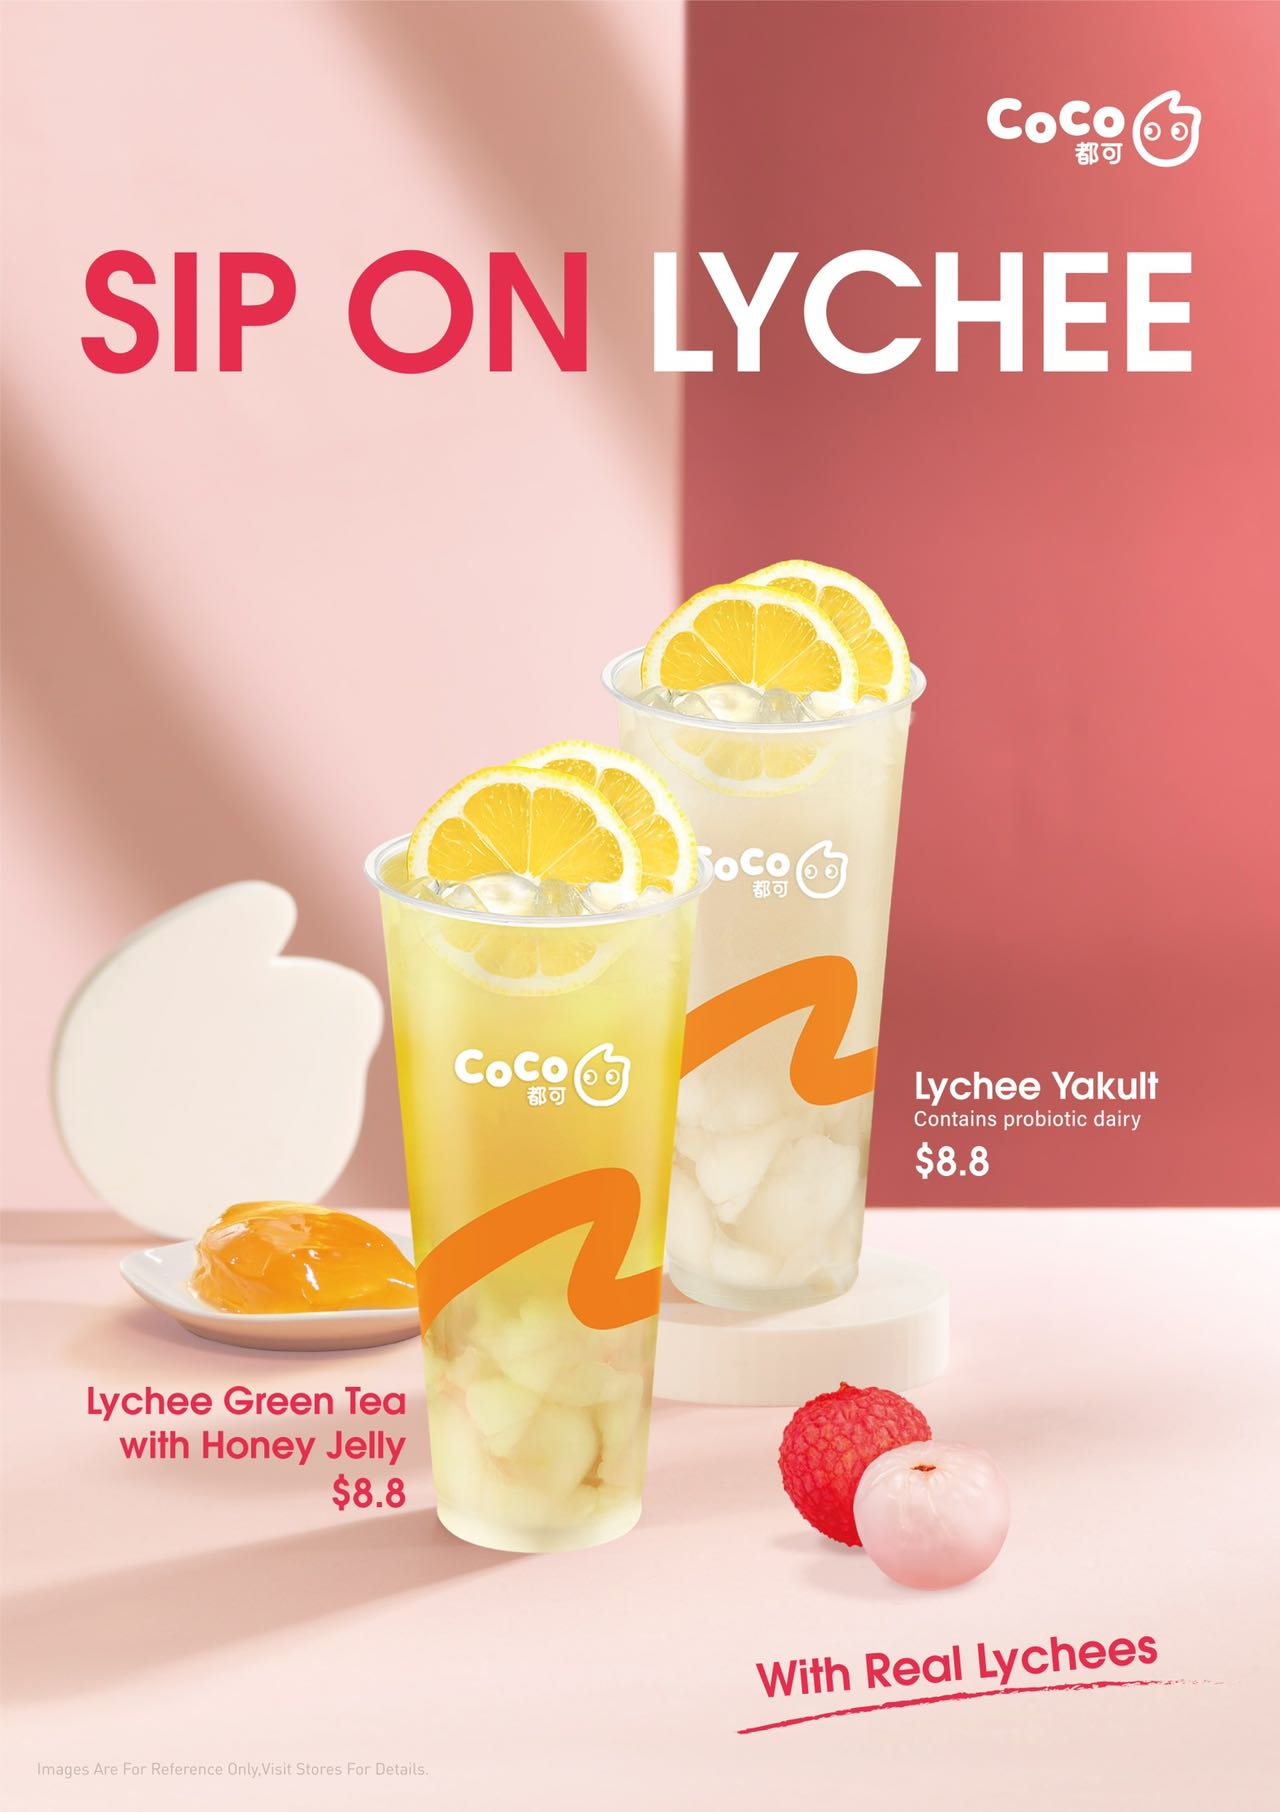 CoCo
都可
SIP ON LYCHEE
CoCo
都可
CoCo
都可
Lychee Yakult
Contains probiotic dairy
$8.8
Lychee Green Tea
with Honey Jelly
$8.8
With Real Lychees
Images Are For Reference Only,Visit Stores For Details.